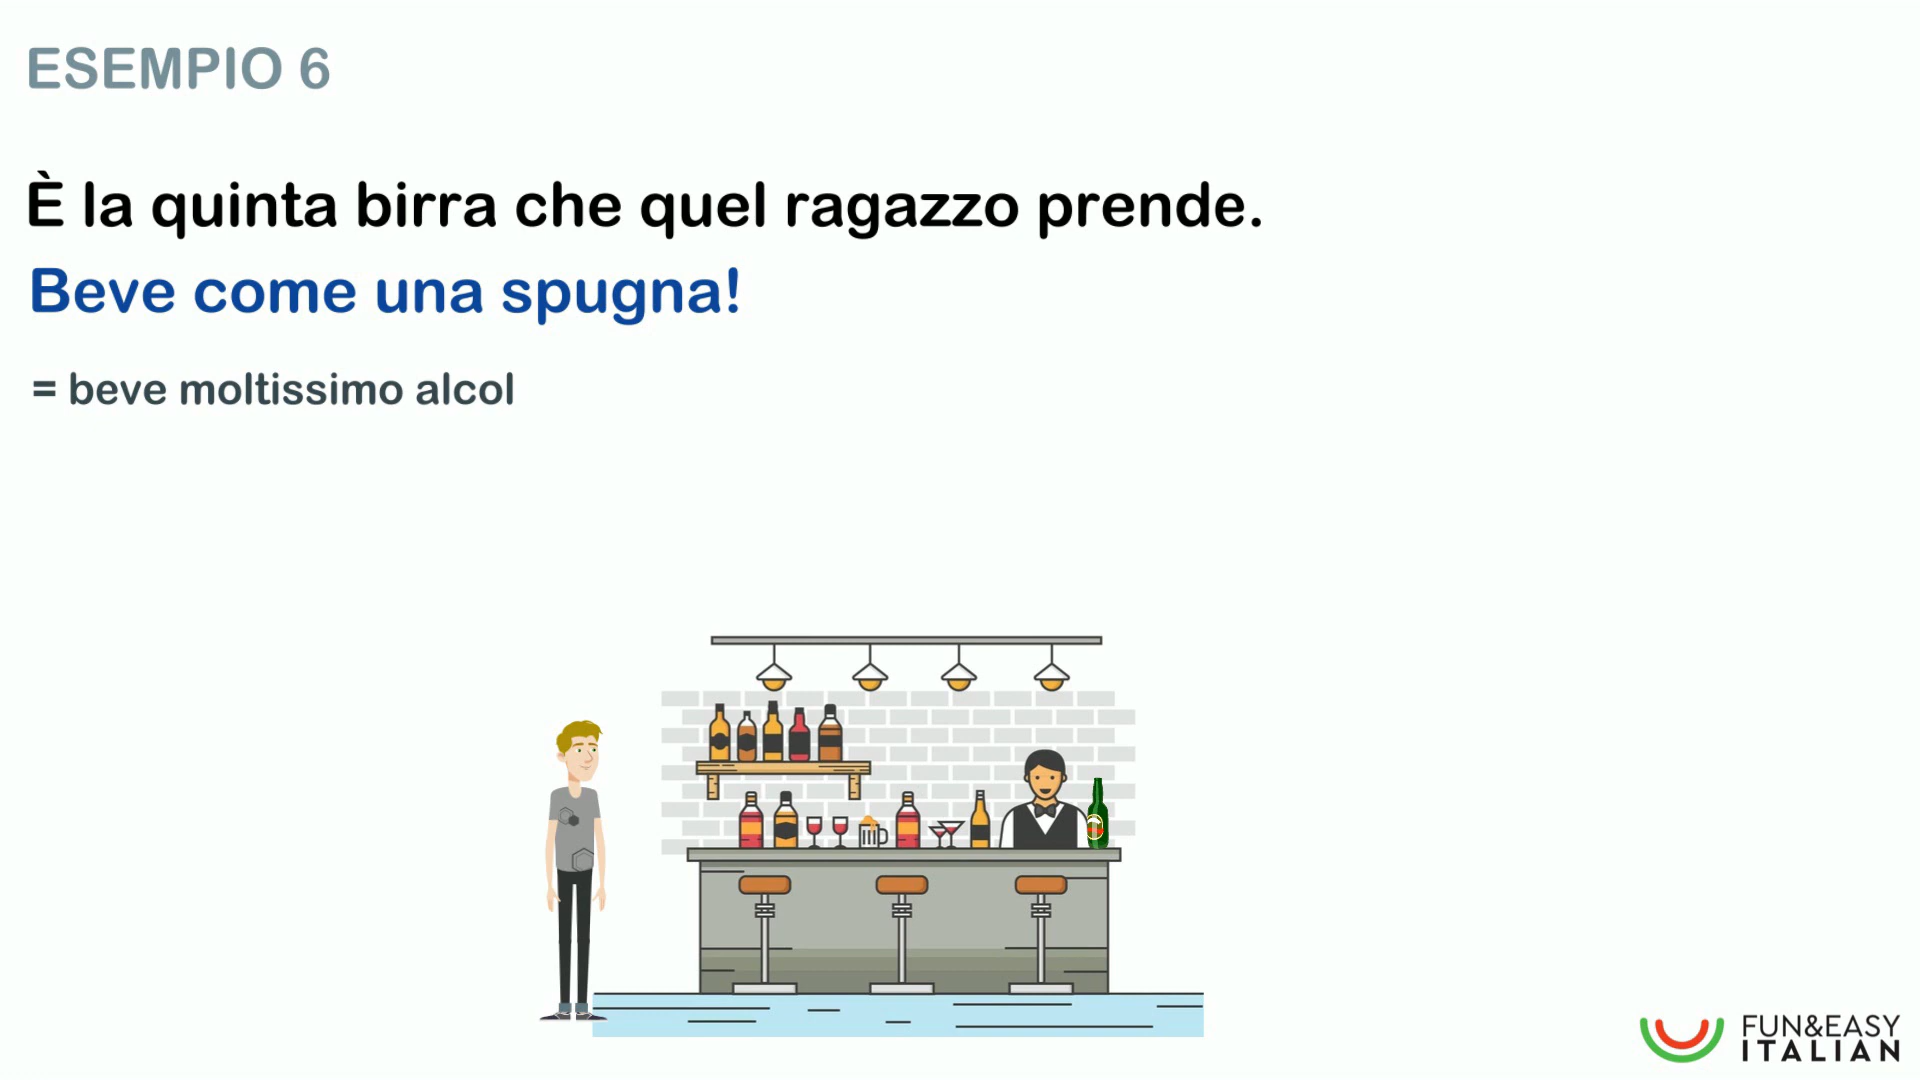 ESEMPIO 6
È la quinta birra che quel ragazzo prende.
Beve come una spugna!
= beve moltissimo alcol
FUN&EASY
ITALIAN